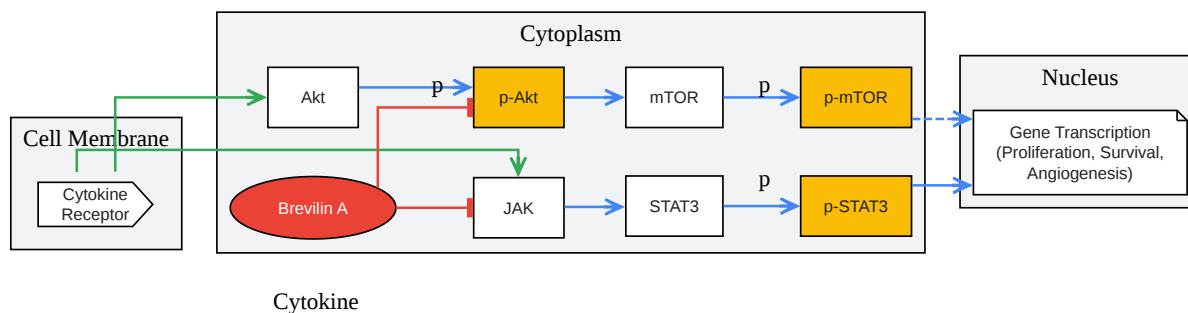 Cytoplasm
Nucleus
Cell Membrane
Akt
p
p-Akt
mTOR
p
p-mTOR
Gene Transcription
(Proliferation, Survival,
Angiogenesis)
Cytokine
Receptor
Brevilin A
JAK
STAT3
p
p-STAT3
Cytokine